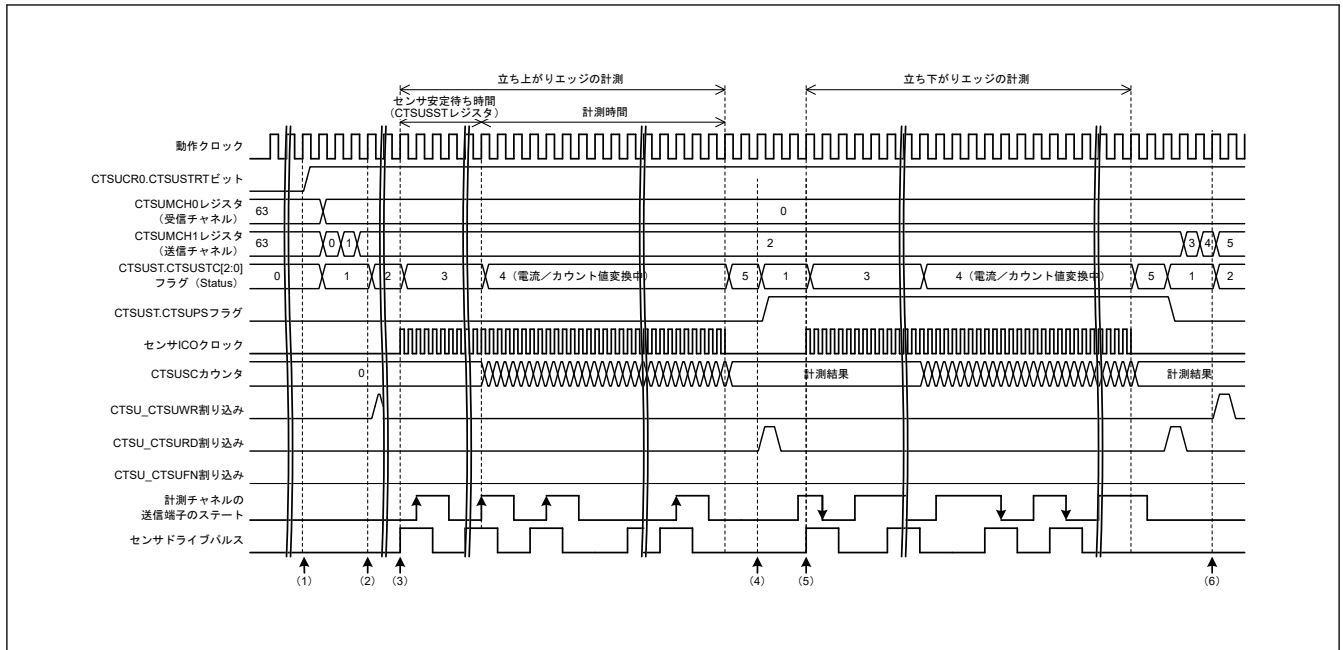 立ち上がりエッジの計測
立ち下がりエッジの計測
センサ安定待ち時間
（CTSUSSTレジスタ）
計測時間
動作クロック
CTSUCR0.CTSUSTRTビット
CTSUMCH0レジスタ
（受信チャネル）
63
0
CTSUMCH1レジスタ
（送信チャネル）
63
0
1
2
3
4
5
CTSUST.CTSUSTC[2:0]
フラグ（Status）
0
1
2
3
4（電流／カウント値変換中）
5
1
3
4（電流／カウント値変換中）
5
1
2
CTSUST.CTSUPSフラグ
センサICOクロック
CTSUSCカウンタ
0
計測結果
計測結果
CTSU_CTSUWR割り込み
CTSU_CTSURD割り込み
CTSU_CTSUFN割り込み
計測チャネルの
送信端子のステート
センサドライブパルス
(1)
(2)
(3)
(4)
(5)
(6)